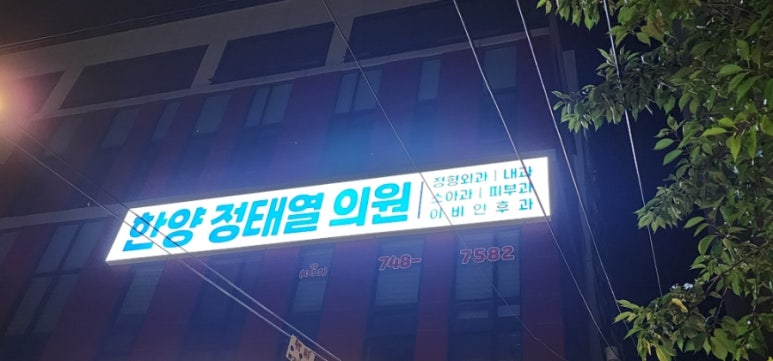 한양 정태열 의원
정형외과 | 내과
소아과 | 피부과
이비인후과
748-7582